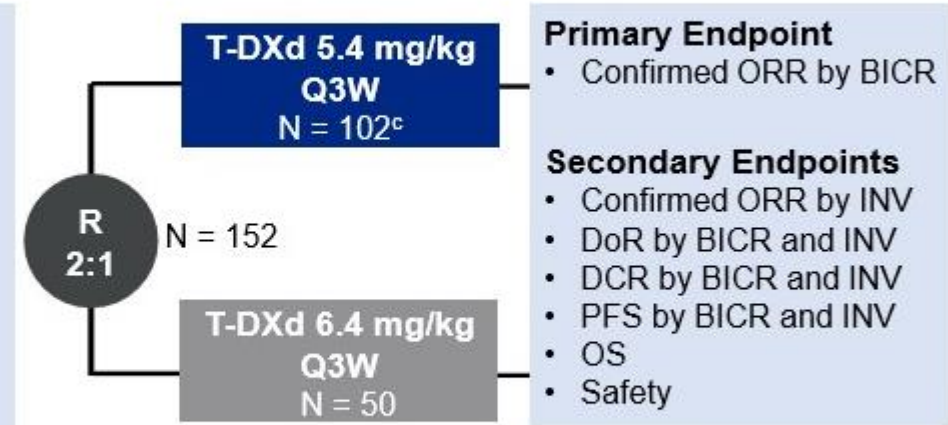 R
2:1
N = 152
T-DXd 5.4 mg/kg
Q3W
N = 102ᶜ
T-DXd 6.4 mg/kg
Q3W
N = 50
Primary Endpoint
• Confirmed ORR by BICR
Secondary Endpoints
• Confirmed ORR by INV
• DoR by BICR and INV
• DCR by BICR and INV
• PFS by BICR and INV
• OS
• Safety